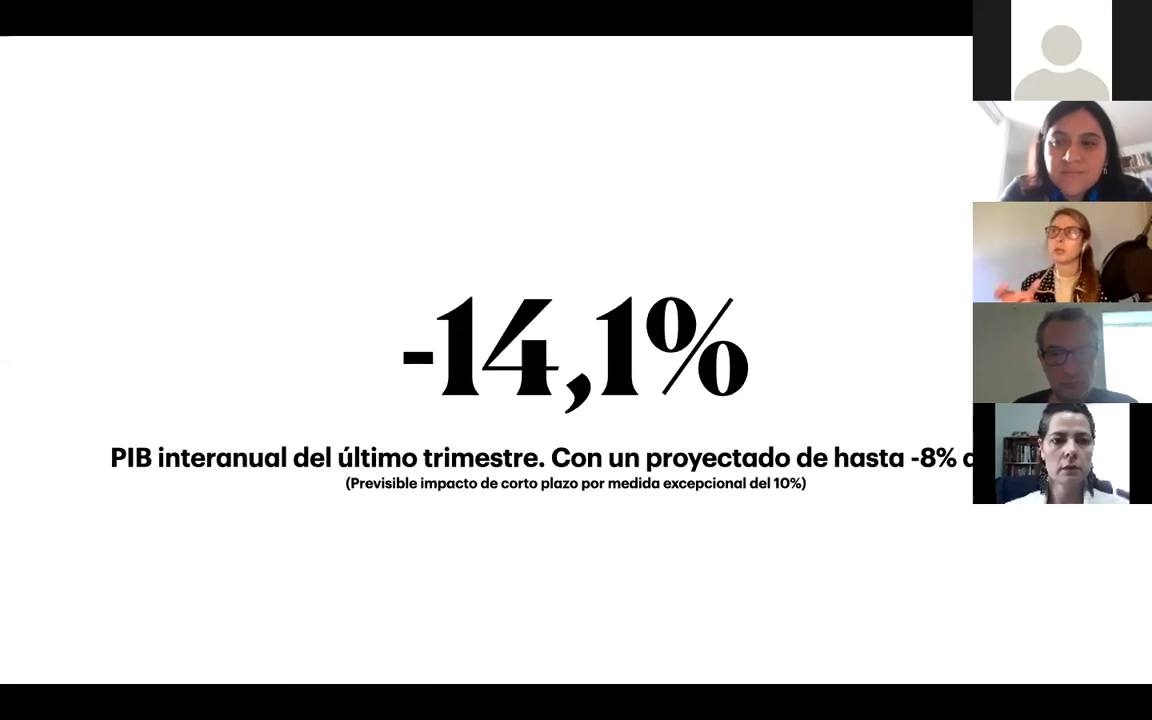 -14,1%
PIB interanual del último trimestre. Con un proyectado de hasta -8%
(Previsible impacto de corto plazo por medida excepcional del 10%)